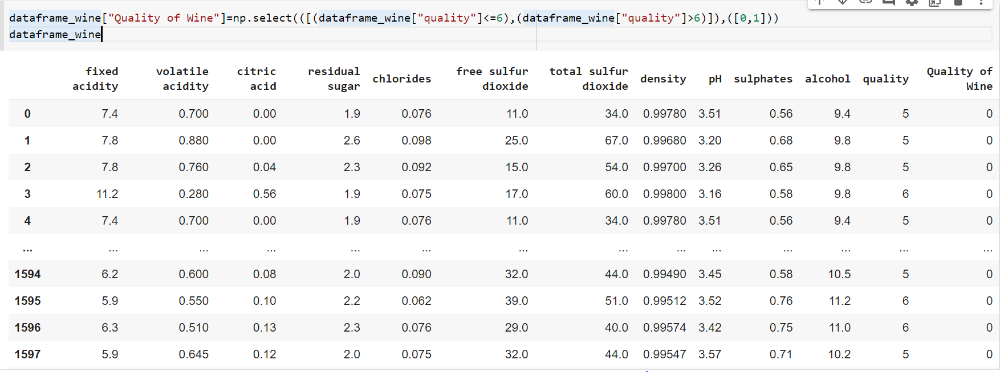 dataframe_wine["Quality of Wine"]=np.select(([(dataframe_wine["quality"]<=6),(dataframe_wine["quality"]>6)]),([0,1]))
dataframe_wine
fixed acidity volatile acidity citric acid residual sugar chlorides free sulfur dioxide total sulfur dioxide density pH sulphates alcohol quality Quality of Wine
0 7.4 0.700 0.00 1.9 0.076 11.0 34.0 0.99780 3.51 0.56 9.4 5 0
1 7.8 0.880 0.00 2.6 0.098 25.0 67.0 0.99680 3.20 0.68 9.8 5 0
2 7.8 0.760 0.04 2.3 0.092 15.0 54.0 0.99700 3.26 0.65 9.8 5 0
3 11.2 0.280 0.56 1.9 0.075 17.0 60.0 0.99800 3.16 0.58 9.8 6 0
4 7.4 0.700 0.00 1.9 0.076 11.0 34.0 0.99780 3.51 0.56 9.4 5 0
... ... ... ... ... ... ... ... ... ... ... ... ... ...
1594 6.2 0.600 0.08 2.0 0.090 32.0 44.0 0.99490 3.45 0.58 10.5 5 0
1595 5.9 0.550 0.10 2.2 0.062 39.0 51.0 0.99512 3.52 0.76 11.2 6 0
1596 6.3 0.510 0.13 2.3 0.076 29.0 40.0 0.99574 3.42 0.75 11.0 6 0
1597 5.9 0.645 0.12 2.0 0.075 32.0 44.0 0.99547 3.57 0.71 10.2 5 0